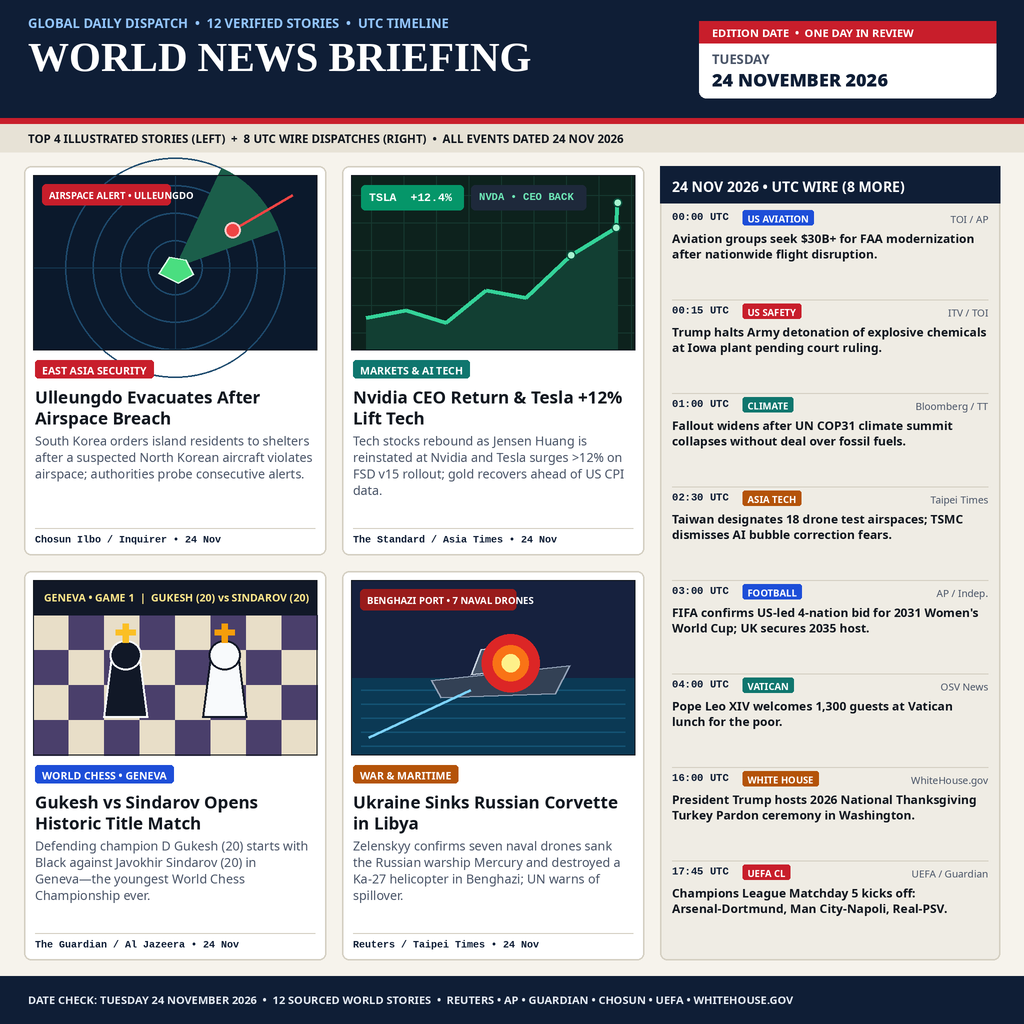 GLOBAL DAILY DISPATCH • 12 VERIFIED STORIES • UTC TIMELINE
WORLD NEWS BRIEFING
EDITION DATE • ONE DAY IN REVIEW
TUESDAY
24 NOVEMBER 2026
TOP 4 ILLUSTRATED STORIES (LEFT) + 8 UTC WIRE DISPATCHES (RIGHT) • ALL EVENTS DATED 24 NOV 2026
AIRSPACE ALERT • ULLEUNGDO
EAST ASIA SECURITY
Ulleungdo Evacuates After
Airspace Breach
South Korea orders island residents to shelters
after a suspected North Korean aircraft violates
airspace; authorities probe consecutive alerts.
Chosun Ilbo / Inquirer • 24 Nov
TSLA +12.4%
NVDA • CEO BACK
MARKETS & AI TECH
Nvidia CEO Return & Tesla +12%
Lift Tech
Tech stocks rebound as Jensen Huang is
reinstated at Nvidia and Tesla surges >12% on
FSD v15 rollout; gold recovers ahead of US CPI
data.
The Standard / Asia Times • 24 Nov
GENEVA • GAME 1 | GUKESH (20) vs SINDAROV (20)
WORLD CHESS • GENEVA
Gukesh vs Sindarov Opens
Historic Title Match
Defending champion D Gukesh (20) starts with
Black against Javokhir Sindarov (20) in
Geneva—the youngest World Chess
Championship ever.
The Guardian / Al Jazeera • 24 Nov
BENGHAZI PORT • 7 NAVAL DRONES
WAR & MARITIME
Ukraine Sinks Russian Corvette
in Libya
Zelenskyy confirms seven naval drones sank
the Russian warship Mercury and destroyed a
Ka-27 helicopter in Benghazi; UN warns of
spillover.
Reuters / Taipei Times • 24 Nov
24 NOV 2026 • UTC WIRE (8 MORE)
00:00 UTC US AVIATION TOI / AP
Aviation groups seek $30B+ for FAA modernization
after nationwide flight disruption.
00:15 UTC US SAFETY ITV / TOI
Trump halts Army detonation of explosive chemicals
at Iowa plant pending court ruling.
01:00 UTC CLIMATE Bloomberg / TT
Fallout widens after UN COP31 climate summit
collapses without deal over fossil fuels.
02:30 UTC ASIA TECH Taipei Times
Taiwan designates 18 drone test airspaces; TSMC
dismisses AI bubble correction fears.
03:00 UTC FOOTBALL AP / Indep.
FIFA confirms US-led 4-nation bid for 2031 Women's
World Cup; UK secures 2035 host.
04:00 UTC VATICAN OSV News
Pope Leo XIV welcomes 1,300 guests at Vatican
lunch for the poor.
16:00 UTC WHITE HOUSE WhiteHouse.gov
President Trump hosts 2026 National Thanksgiving
Turkey Pardon ceremony in Washington.
17:45 UTC UEFA CL UEFA / Guardian
Champions League Matchday 5 kicks off:
Arsenal-Dortmund, Man City-Napoli, Real-PSV.
DATE CHECK: TUESDAY 24 NOVEMBER 2026 • 12 SOURCED WORLD STORIES • REUTERS • AP • GUARDIAN • CHOSUN • UEFA • WHITEHOUSE.GOV